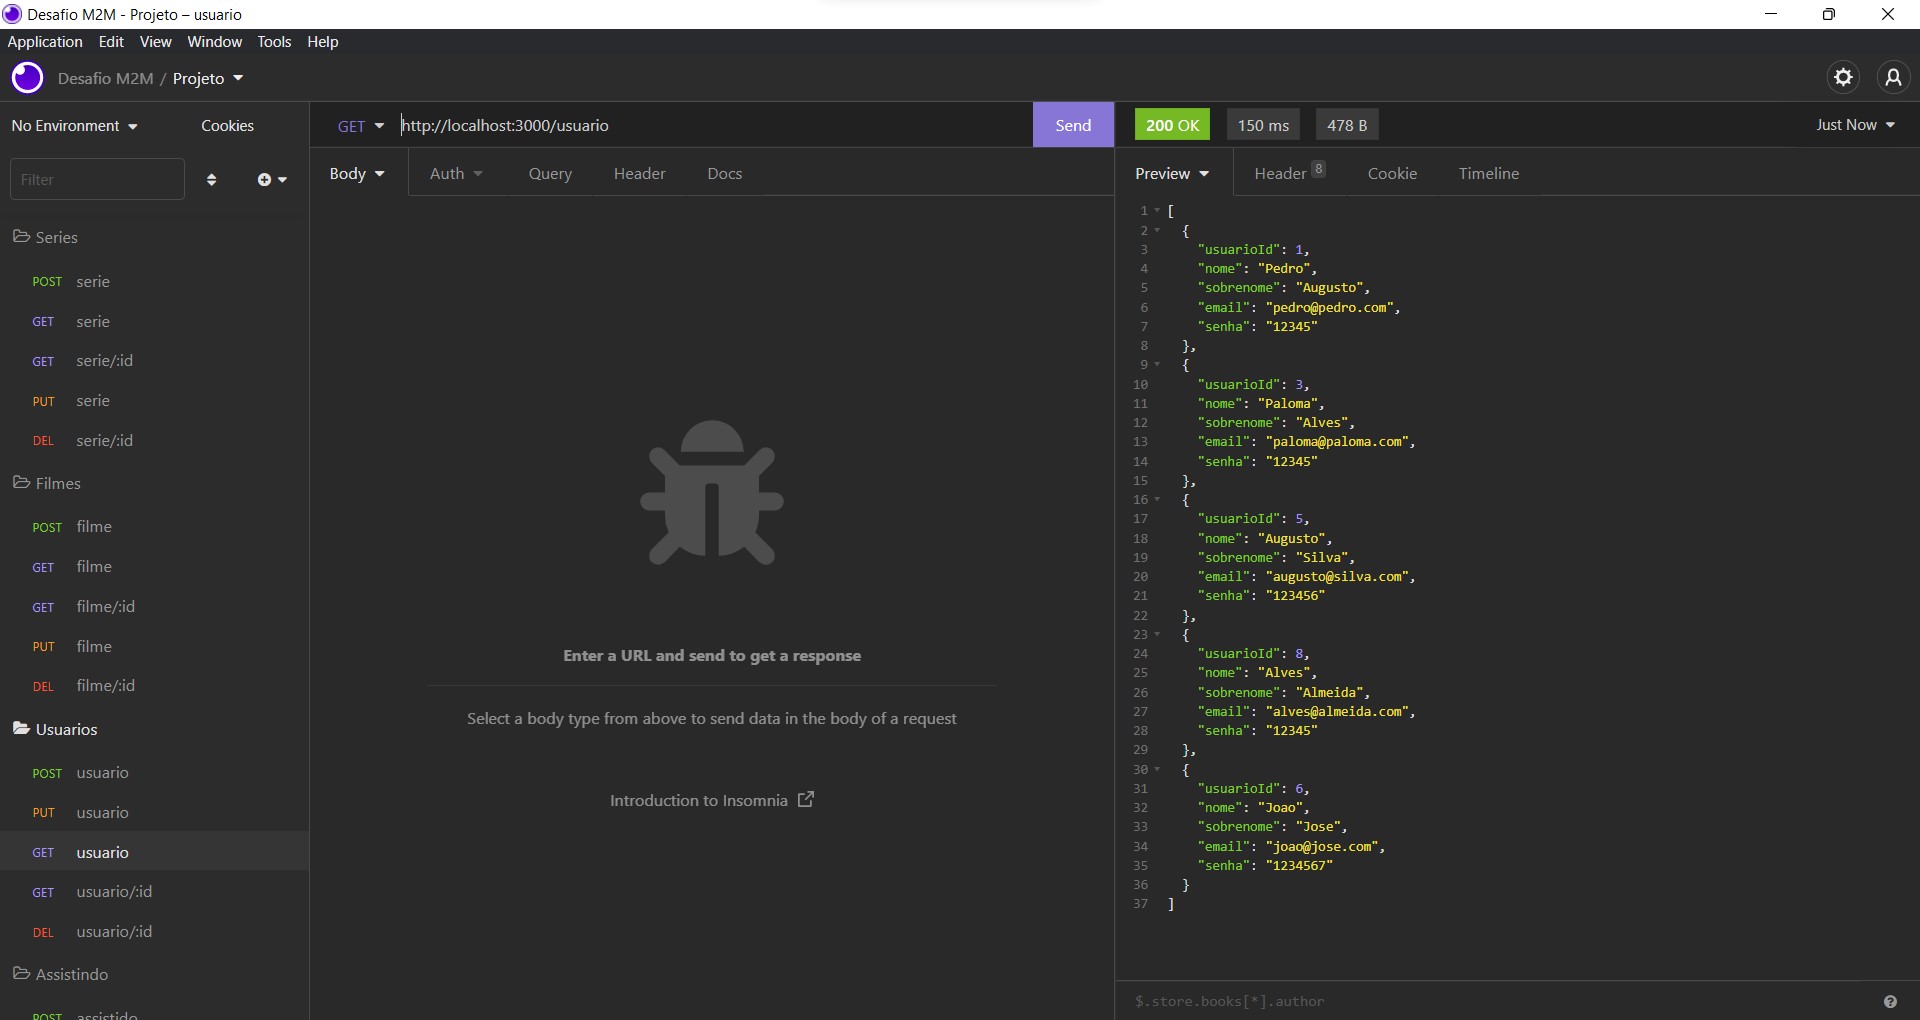 Desafio M2M - Projeto – usuario
Application Edit View Window Tools Help
Desafio M2M / Projeto
No Environment Cookies
Filter
Series
POST serie
GET serie
GET serie/:id
PUT serie
DEL serie/:id
Filmes
POST filme
GET filme
GET filme/:id
PUT filme
DEL filme/:id
Usuarios
POST usuario
PUT usuario
GET usuario
GET usuario/:id
DEL usuario/:id
Assistindo
POST assistido
GET http://localhost:3000/usuario Send
Body Auth Query Header Docs
Enter a URL and send to get a response
Select a body type from above to send data in the body of a request
Introduction to Insomnia
200 OK 150 ms 478 B Just Now
Preview Header 8 Cookie Timeline
1 [
2 {
3 "usuarioId": 1,
4 "nome": "Pedro",
5 "sobrenome": "Augusto",
6 "email": "pedro@pedro.com",
7 "senha": "12345"
8 },
9 {
10 "usuarioId": 3,
11 "nome": "Paloma",
12 "sobrenome": "Alves",
13 "email": "paloma@paloma.com",
14 "senha": "12345"
15 },
16 {
17 "usuarioId": 5,
18 "nome": "Augusto",
19 "sobrenome": "Silva",
20 "email": "augusto@silva.com",
21 "senha": "123456"
22 },
23 {
24 "usuarioId": 8,
25 "nome": "Alves",
26 "sobrenome": "Almeida",
27 "email": "alves@almeida.com",
28 "senha": "12345"
29 },
30 {
31 "usuarioId": 6,
32 "nome": "Joao",
33 "sobrenome": "Jose",
34 "email": "joao@jose.com",
35 "senha": "1234567"
36 }
37 ]
$.store.books[*].author